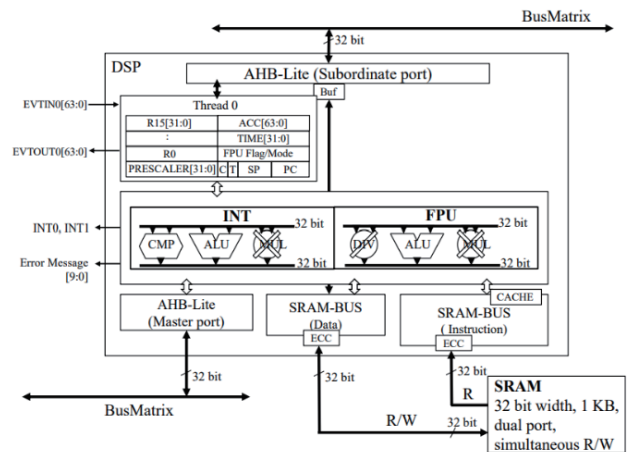 BusMatrix
32 bit
DSP
AHB-Lite (Subordinate port)
Buf
EVTIN0[63:0]
Thread 0
R15[31:0] ACC[63:0]
: TIME[31:0]
EVTOUT0[63:0]
R0 FPU Flag/Mode
PRESCALER[31:0] C T SP PC
INT FPU
32 bit 32 bit
INT0, INT1
CMP ALU MUL DIV ALU MUL
Error Message
[9:0]
32 bit 32 bit
CACHE
AHB-Lite
(Master port)
SRAM-BUS
(Data)
ECC
SRAM-BUS
( Instruction)
ECC
32 bit 32 bit 32 bit
BusMatrix
R
R/W 32 bit
SRAM
32 bit width, 1 KB,
dual port,
simultaneous R/W